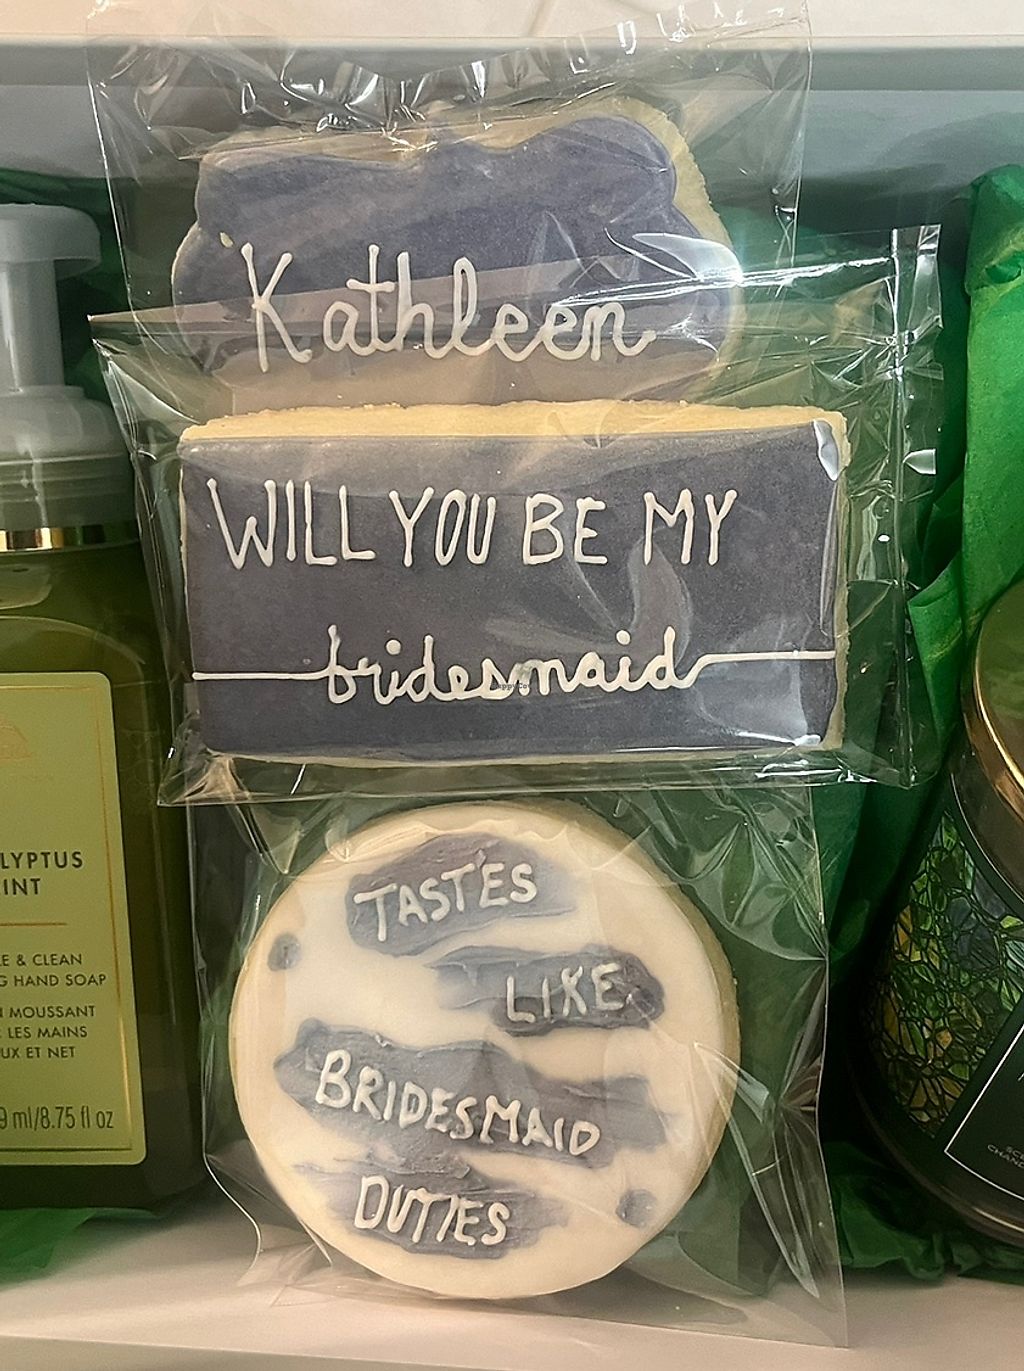 Kathleen
WILL YOU BE MY
bridesmaid
TASTES
LIKE
BRIDESMAID
DUTIES
LYPTUS
INT
E & CLEAN
G HAND SOAP
MOUSSANT
LES MAINS
UX ET NET
9 ml/8.75 fl oz